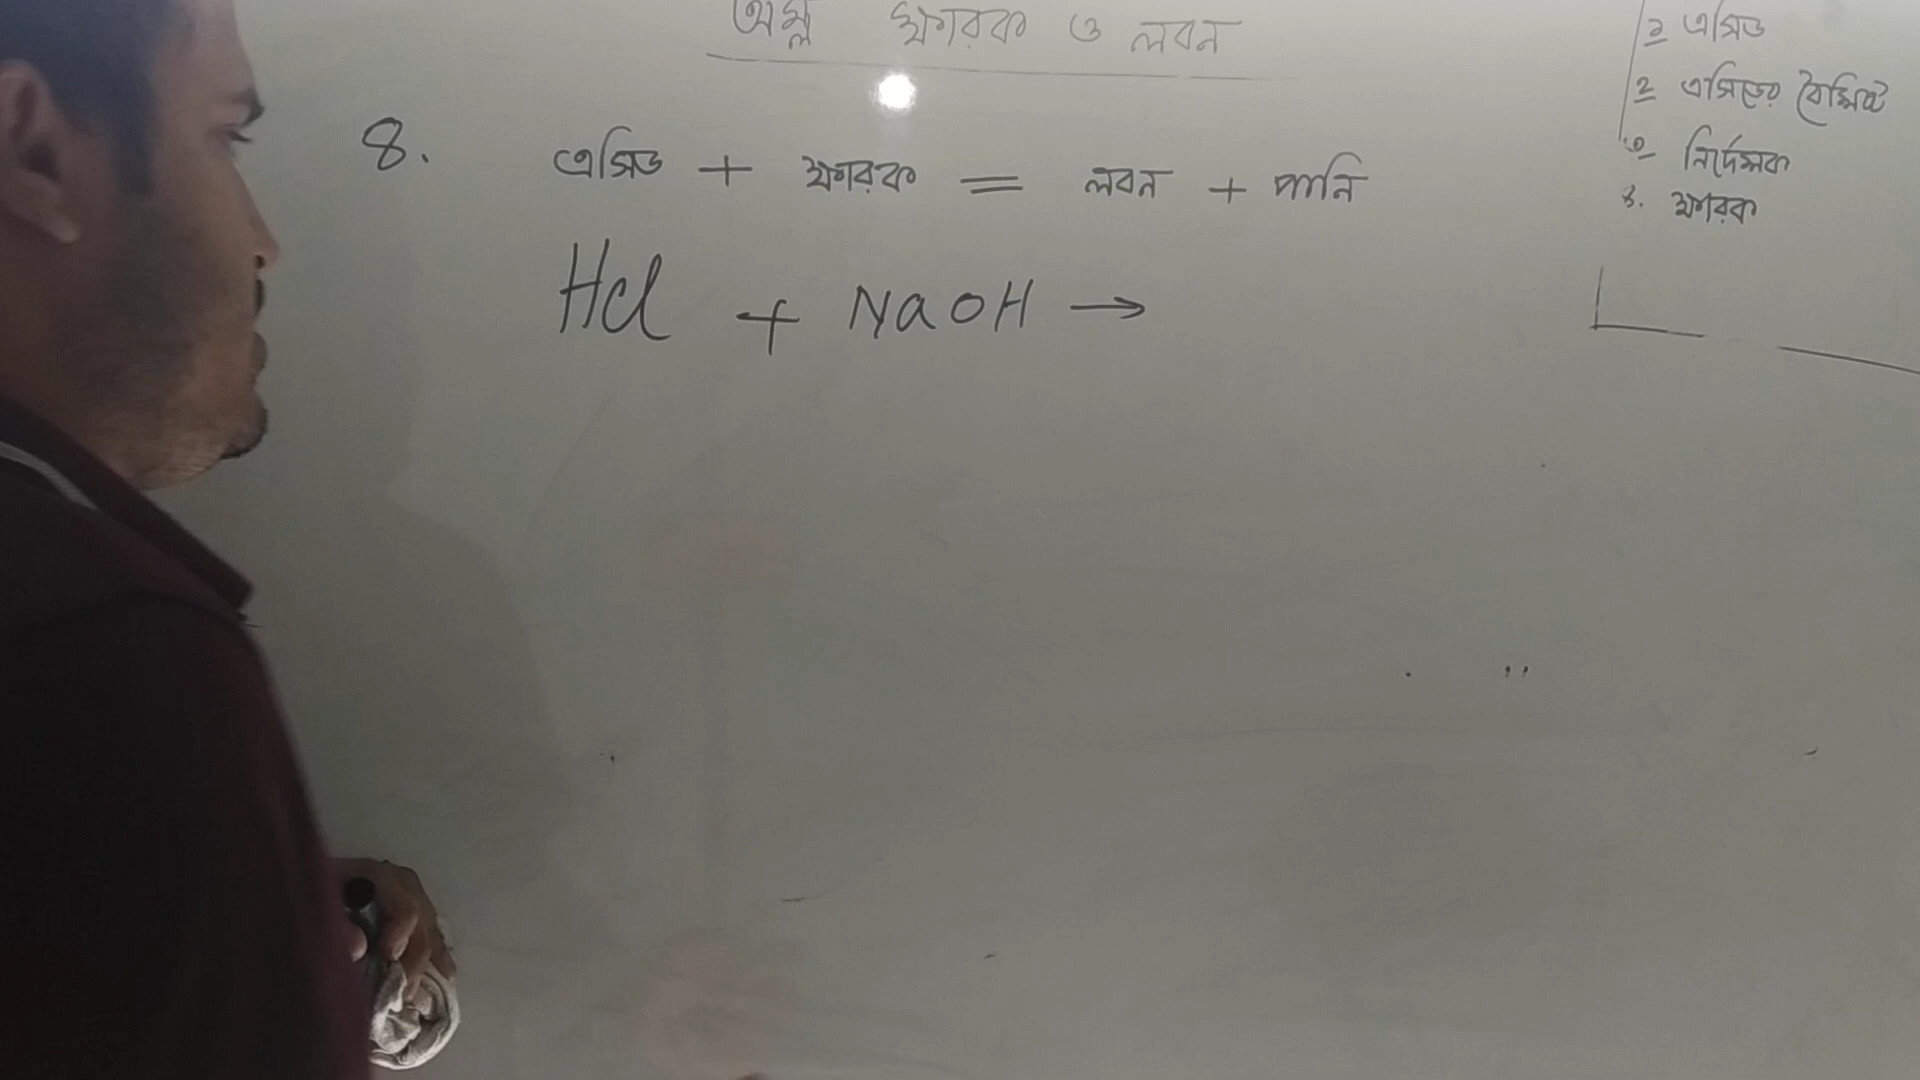 অম্ল ক্ষারক ও লবন
৪. এসিড + ক্ষারক = লবন + পানি
HCl + NaOH →
১ এসিড
২ এসিডের বৈশিষ্ট
৩ নির্দেশক
৪. ক্ষারক